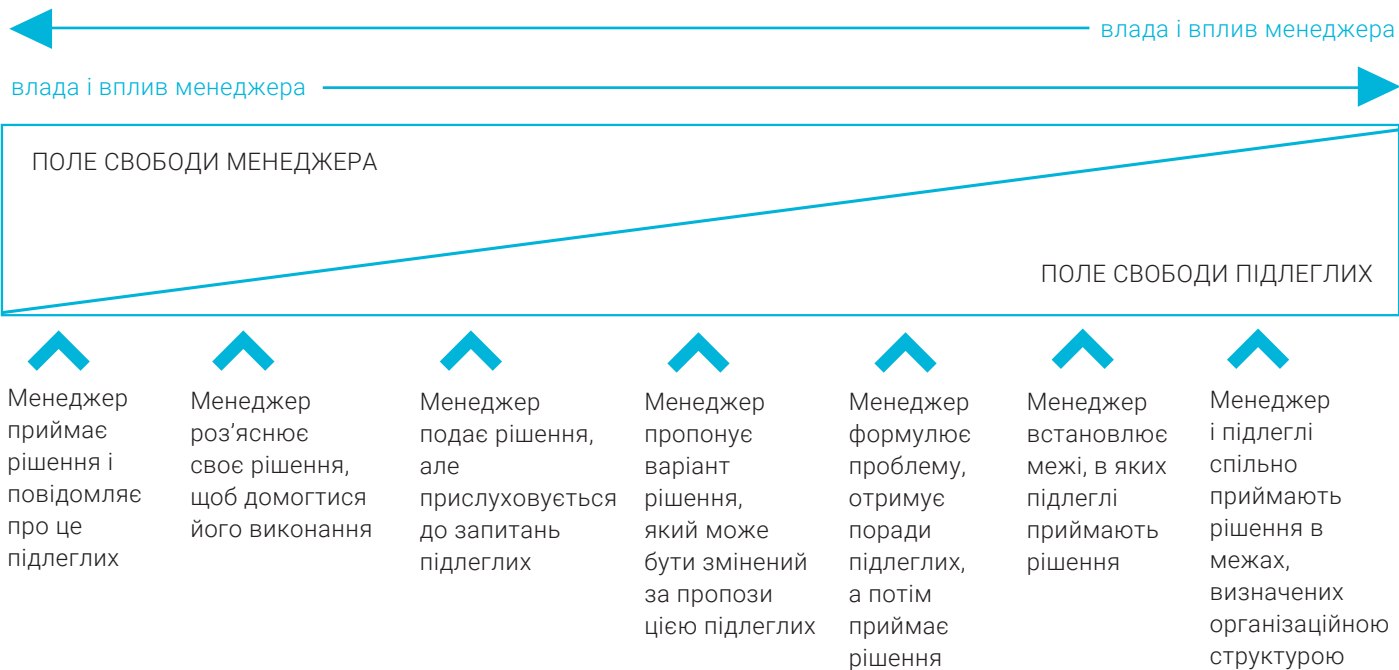 влада і вплив менеджера
влада і вплив менеджера
ПОЛЕ СВОБОДИ МЕНЕДЖЕРА
ПОЛЕ СВОБОДИ ПІДЛЕГЛИХ
Менеджер
приймає
рішення і
повідомляє
про це
підлеглих
Менеджер
роз’яснює
своє рішення,
щоб домогтися
його виконання
Менеджер
подає рішення,
але
прислуховується
до запитань
підлеглих
Менеджер
пропонує
варіант
рішення,
який може
бути змінений
за пропози
цією підлеглих
Менеджер
формулює
проблему,
отримує
поради
підлеглих,
а потім
приймає
рішення
Менеджер
встановлює
межі, в яких
підлеглі
приймають
рішення
Менеджер
і підлеглі
спільно
приймають
рішення в
межах,
визначених
організаційною
структурою